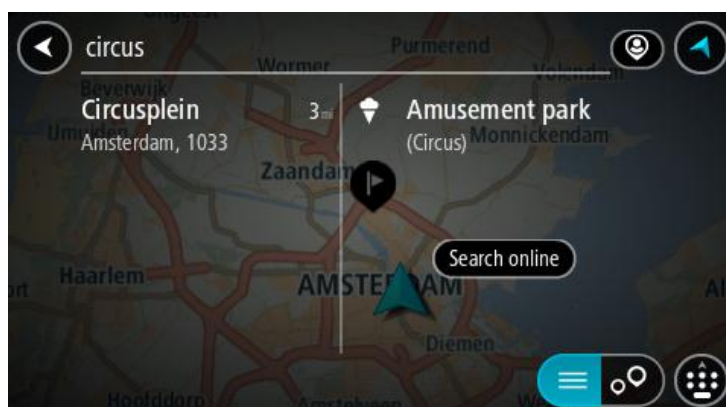 circus
Circusplein 3 mi
Amsterdam, 1033
Amusement park
(Circus)
Search online
Purmerend
Wormer
Volendam
Beverwijk
Monnickendam
Zaandam
Haarlem
AMSTERDAM
Diemen
Hoofddorp
Amstelveen